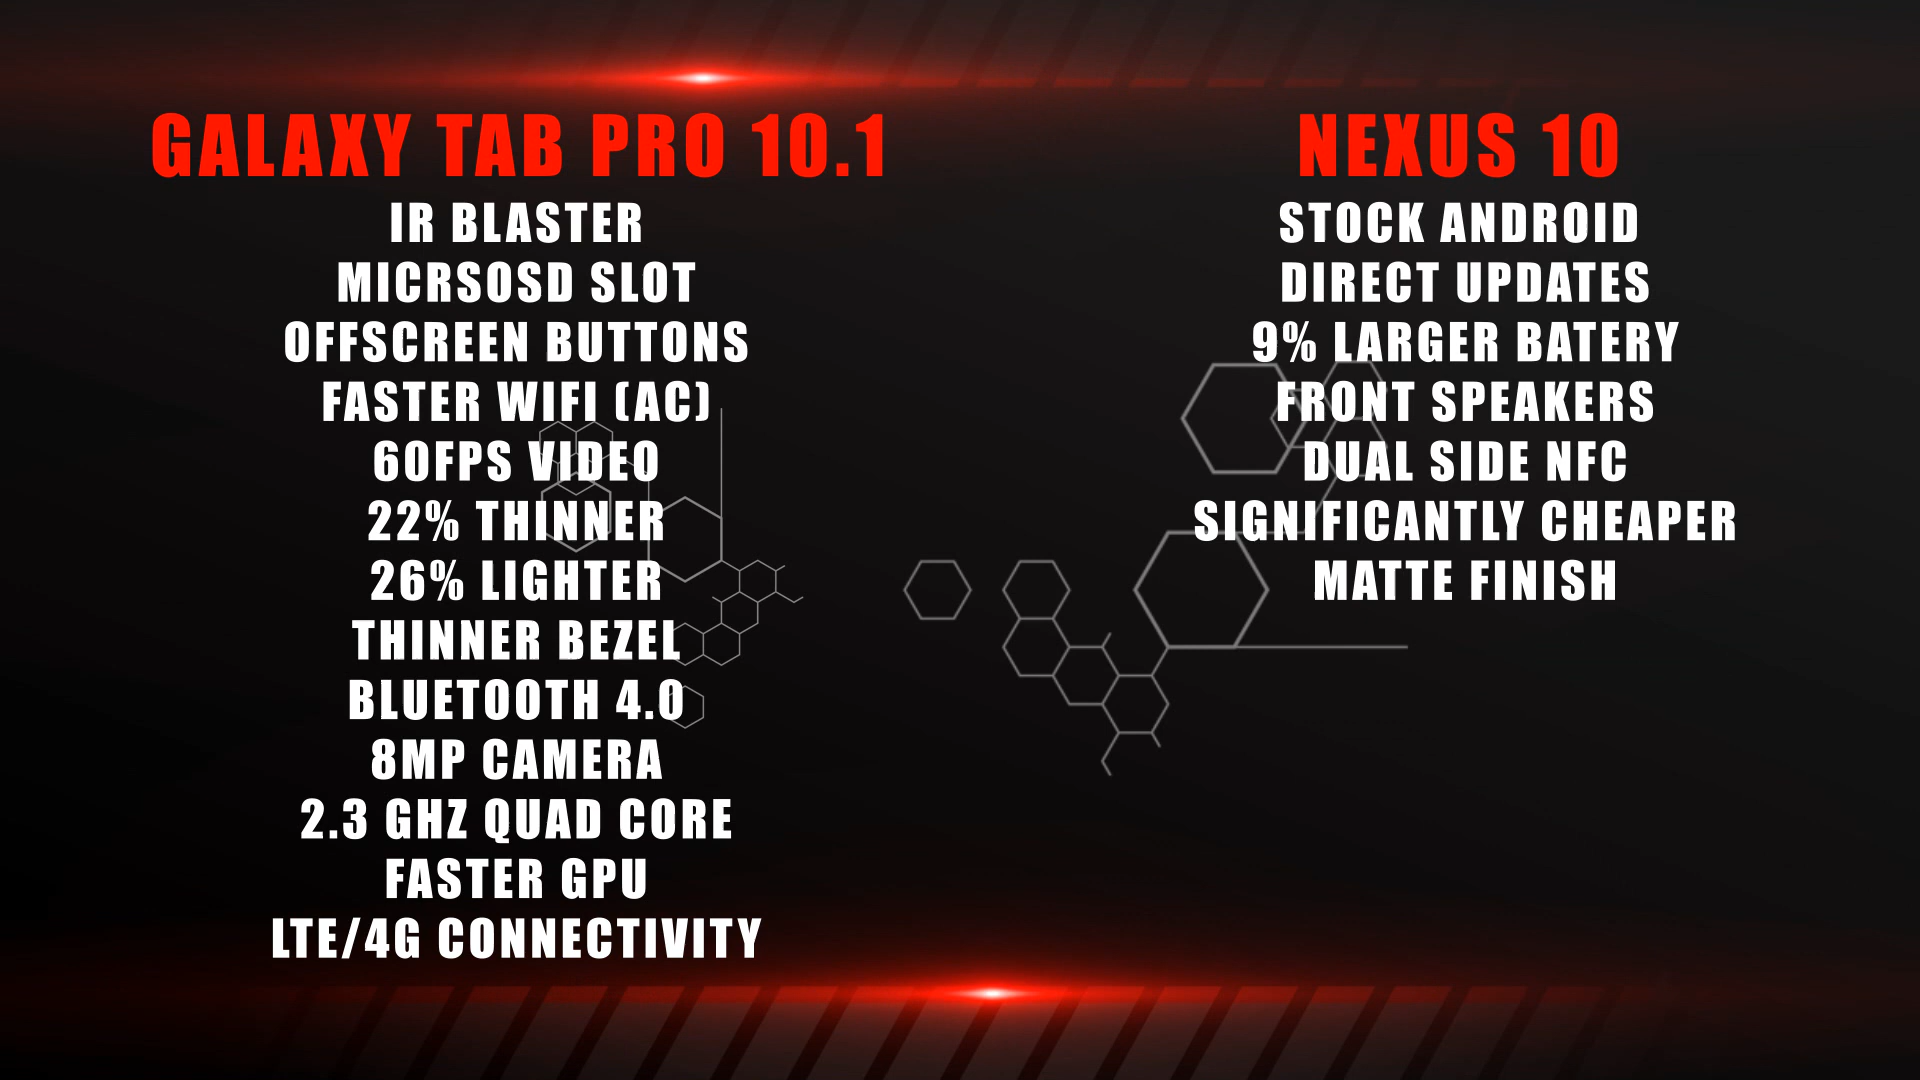 GALAXY TAB PRO 10.1
IR BLASTER
MICRSOSD SLOT
OFFSCREEN BUTTONS
FASTER WIFI (AC)
60FPS VIDEO
22% THINNER
26% LIGHTER
THINNER BEZEL
BLUETOOTH 4.0
8MP CAMERA
2.3 GHZ QUAD CORE
FASTER GPU
LTE/4G CONNECTIVITY
NEXUS 10
STOCK ANDROID
DIRECT UPDATES
9% LARGER BATERY
FRONT SPEAKERS
DUAL SIDE NFC
SIGNIFICANTLY CHEAPER
MATTE FINISH